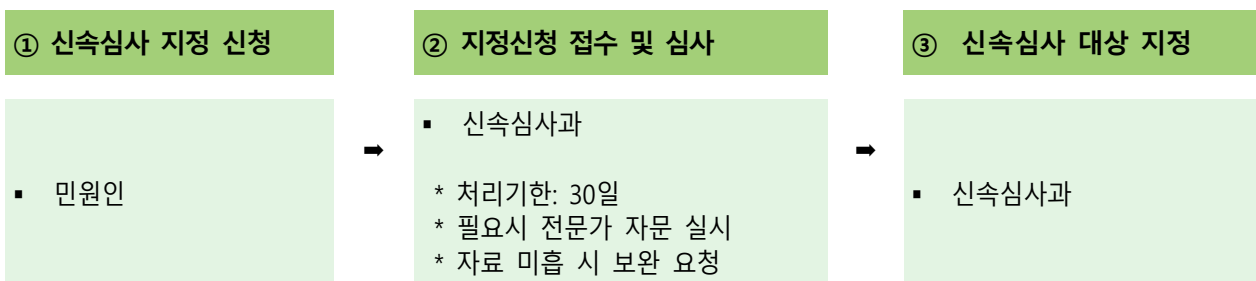 ① 신속심사 지정 신청
▪ 민원인
➡
② 지정신청 접수 및 심사
▪ 신속심사과
* 처리기한: 30일
* 필요시 전문가 자문 실시
* 자료 미흡 시 보완 요청
➡
③ 신속심사 대상 지정
▪ 신속심사과